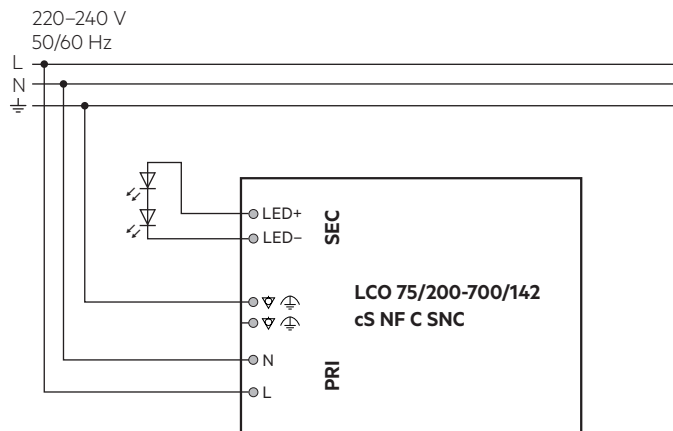 220–240 V
50/60 Hz
L
N
LED+
LED–
SEC
LCO 75/200-700/142
cS NF C SNC
N
PRI
L